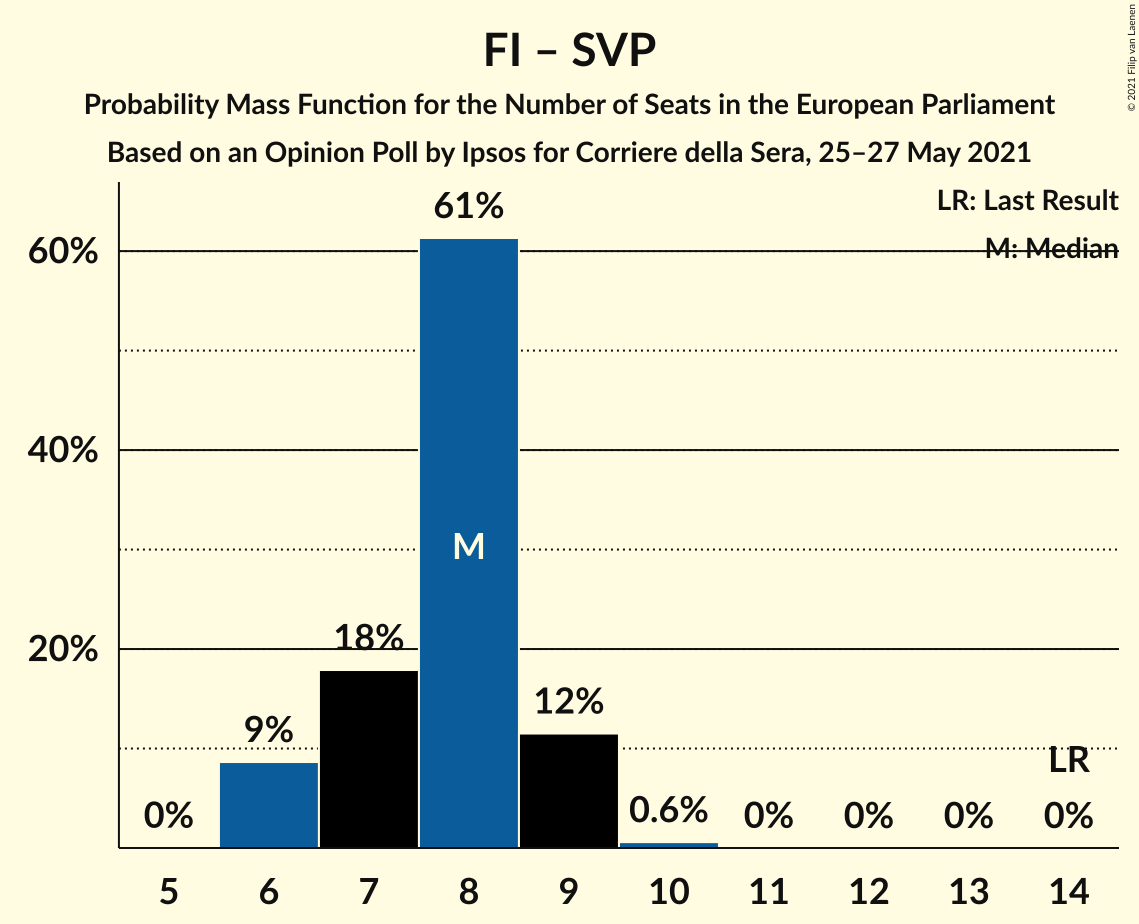 FI – SVP
Probability Mass Function for the Number of Seats in the European Parliament
Based on an Opinion Poll by Ipsos for Corriere della Sera, 25–27 May 2021
© 2021 Filip van Laenen
LR: Last Result
M: Median
60%
40%
20%
0%
9%
18%
61%
M
12%
0.6%
0%
0%
0%
LR
0%
5 6 7 8 9 10 11 12 13 14